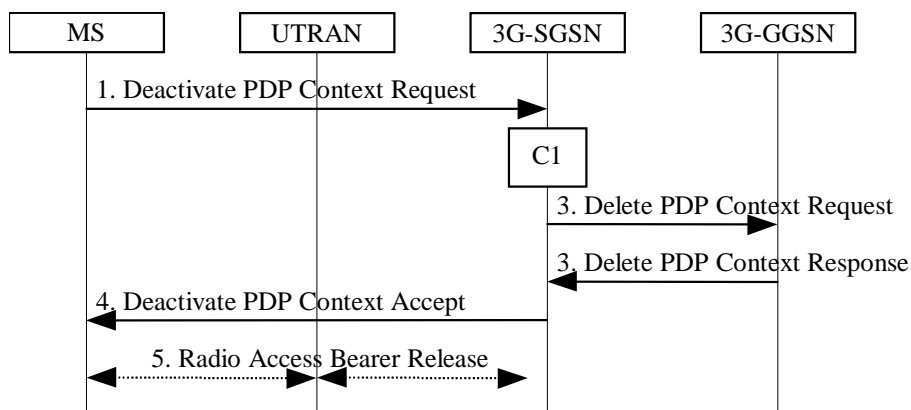 MS
UTRAN
3G-SGSN
3G-GGSN
1. Deactivate PDP Context Request
C1
3. Delete PDP Context Request
3. Delete PDP Context Response
4. Deactivate PDP Context Accept
5. Radio Access Bearer Release